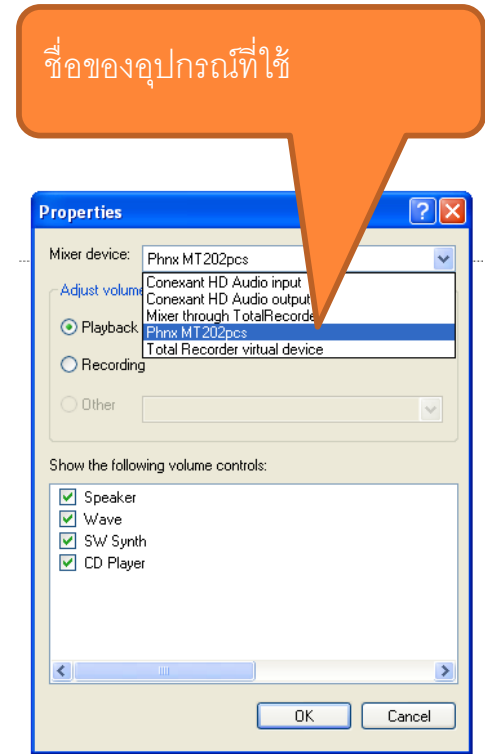 ชื่อของอุปกรณ์ที่ใช้
Properties
Mixer device:
Phnx MT202pcs
Adjust volume
Conexant HD Audio input
Conexant HD Audio output
Mixer through TotalRecorder
Phnx MT202pcs
Total Recorder virtual device
Playback
Recording
Other
Show the following volume controls:
Speaker
Wave
SW Synth
CD Player
OK Cancel